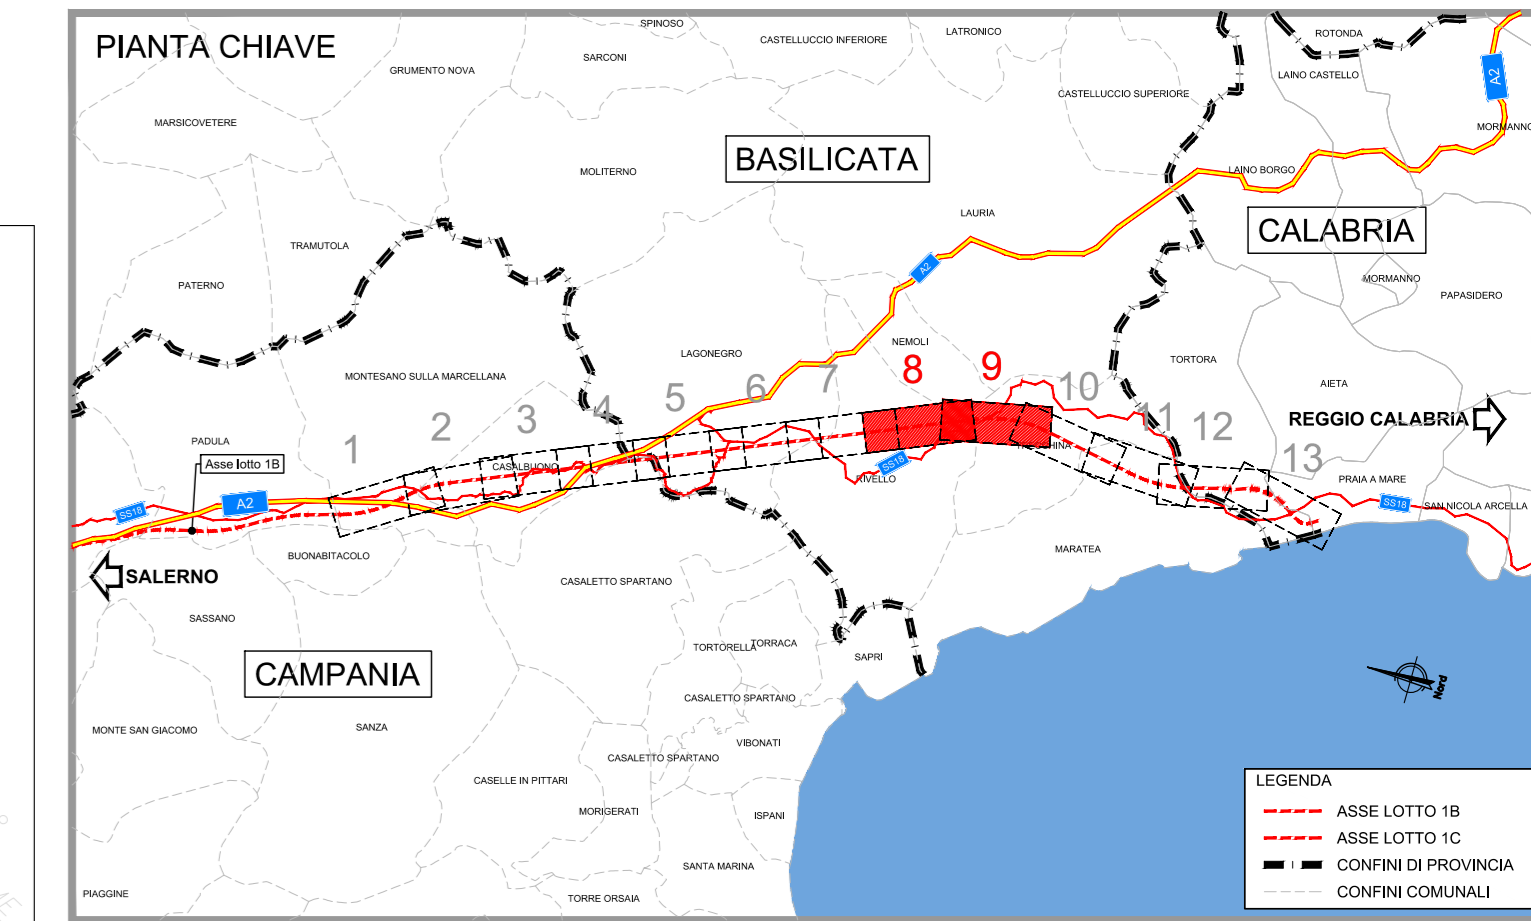 PIANTA CHIAVE
SPINOSO
CASTELLUCCIO INFERIORE
LATRONICO
ROTONDA
SARCONI
GRUMENTO NOVA
LAINO CASTELLO
A2
CASTELLUCCIO SUPERIORE
MARSICOVETERE
MORMANNO
BASILICATA
MOLITERNO
LAINO BORGO
LAURIA
CALABRIA
TRAMUTOLA
A2
MORMANNO
PATERNO
PAPASIDERO
NEMOLI
LAGONEGRO
TORTORA
MONTESANO SULLA MARCELLANA
AIETA
1
2
3
4
5
6
7
8
9
10
11
12
13
REGGIO CALABRIA
PADULA
Asse lotto 1B
CASALBUONO
SS18
RIVELLO
PRAIA A MARE
SS18
SAN NICOLA ARCELLA
A2
SS18
BUONABITACOLO
MARATEA
SALERNO
CASALETTO SPARTANO
SASSANO
TORTORELLA
TORRACA
SAPRI
CAMPANIA
CASALETTO SPARTANO
Nord
MONTE SAN GIACOMO
SANZA
VIBONATI
CASALETTO SPARTANO
CASELLE IN PITTARI
MORIGERATI
ISPANI
SANTA MARINA
PIAGGINE
TORRE ORSAIA
LEGENDA
ASSE LOTTO 1B
ASSE LOTTO 1C
CONFINI DI PROVINCIA
CONFINI COMUNALI